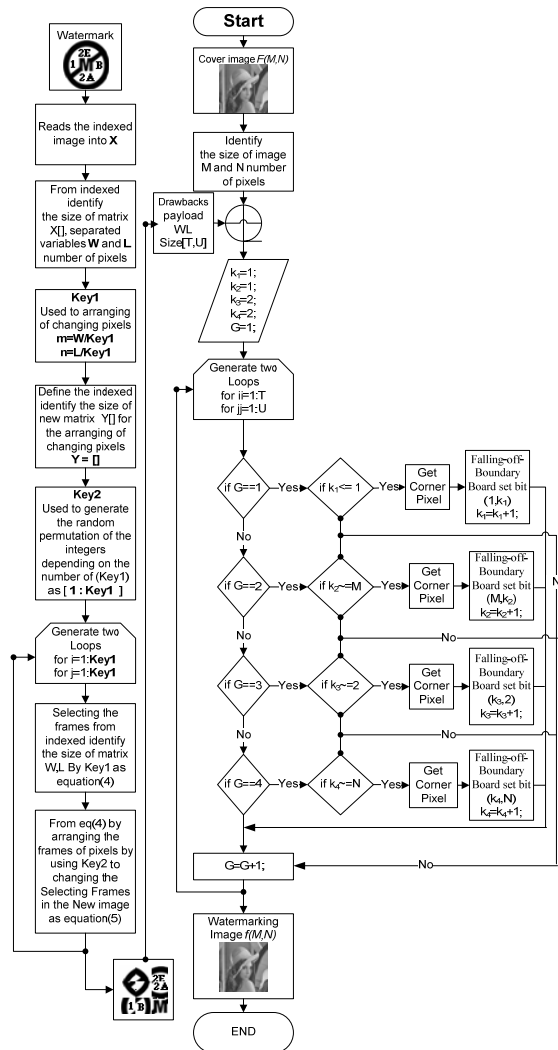 Watermark
2E
1 M B
2A
Reads the indexed
image into X
From indexed
identify
the size of matrix
X[], separated
variables W and L
number of pixels
Key1
Used to arranging
of changing pixels
m=W/Key1
n=L/Key1
Define the indexed
identify the size of
new matrix Y[] for
the arranging of
changing pixels
Y = []
Key2
Used to generate
the random
permutation of the
integers
depending on the
number of (Key1)
as [ 1 : Key1 ]
Generate two
Loops
for i=1:Key1
for j=1:Key1
Selecting the
frames from
indexed identify
the size of matrix
W,L By Key1 as
equation(4)
From eq(4) by
arranging the
frames of pixels by
using Key2 to
changing the
Selecting Frames
in the New image
as equation(5)
2E
2A
1 B M
Start
Cover image F(M,N)
Identify
the size of image
M and N number
of pixels
Drawbacks
payload
WL
Size[T,U]
k1=1;
k2=1;
k3=2;
k4=2;
G=1;
Generate two
Loops
for ii=1:T
for jj=1:U
if G==1
Yes
if k1<= 1
Yes
Get
Corner
Pixel
Falling-off-
Boundary
Board set bit
(1,k1)
k1=k1+1;
No
N
if G==2
Yes
if k2~=M
Yes
Get
Corner
Pixel
Falling-off-
Boundary
Board set bit
(M,k2)
k2=k2+1;
No
No
if G==3
Yes
if k3~=2
Yes
Get
Corner
Pixel
Falling-off-
Boundary
Board set bit
(k3,2)
k3=k3+1;
No
No
if G==4
Yes
if k4~=N
Yes
Get
Corner
Pixel
Falling-off-
Boundary
Board set bit
(k4,N)
k4=k4+1;
G=G+1;
No
Watermarking
Image f(M,N)
END